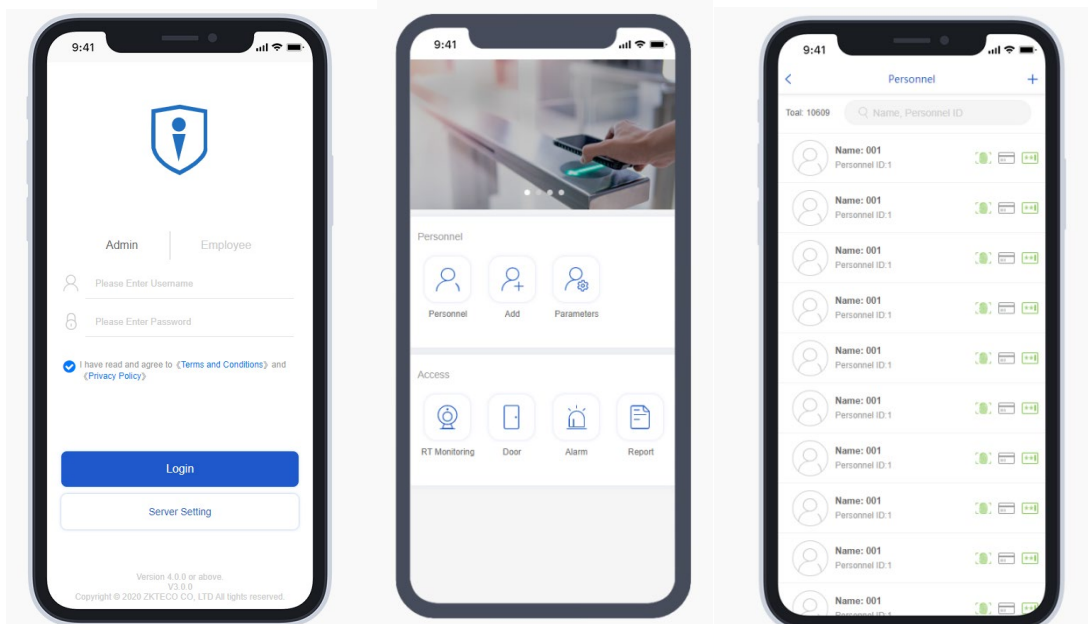 9:41
Admin
Employee
Please Enter Username
Please Enter Password
I have read and agree to 《Terms and Conditions》 and
《Privacy Policy》
Login
Server Setting
Version 4.0.0 or above.
V3.0.0
Copyright © 2020 ZKTECO CO, LTD All lights reserved.
9:41
Personnel
Personnel
Add
Parameters
Access
RT Monitoring
Door
Alarm
Report
9:41
Personnel
Toal: 10609
Name, Personnel ID
Name: 001
Personnel ID:1
Name: 001
Personnel ID:1
Name: 001
Personnel ID:1
Name: 001
Personnel ID:1
Name: 001
Personnel ID:1
Name: 001
Personnel ID:1
Name: 001
Personnel ID:1
Name: 001
Personnel ID:1
Name: 001
Personnel ID:1
Name: 001
Personnel ID:1